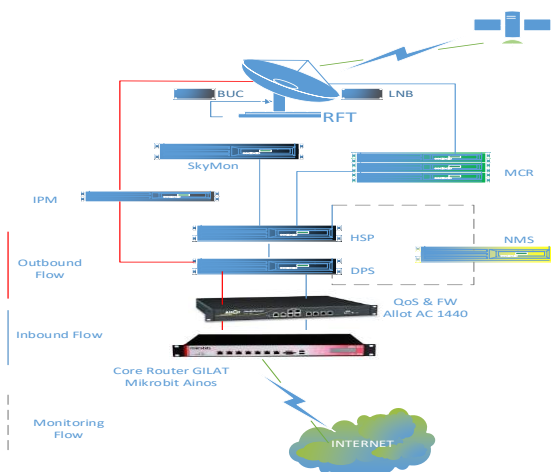 BUC
LNB
RFT
SkyMon
MCR
IPM
HSP
NMS
Outbound
Flow
DPS
QoS & FW
Allot AC 1440
Inbound Flow
Core Router GILAT
Mikrobit Ainos
Monitoring
Flow
INTERNET